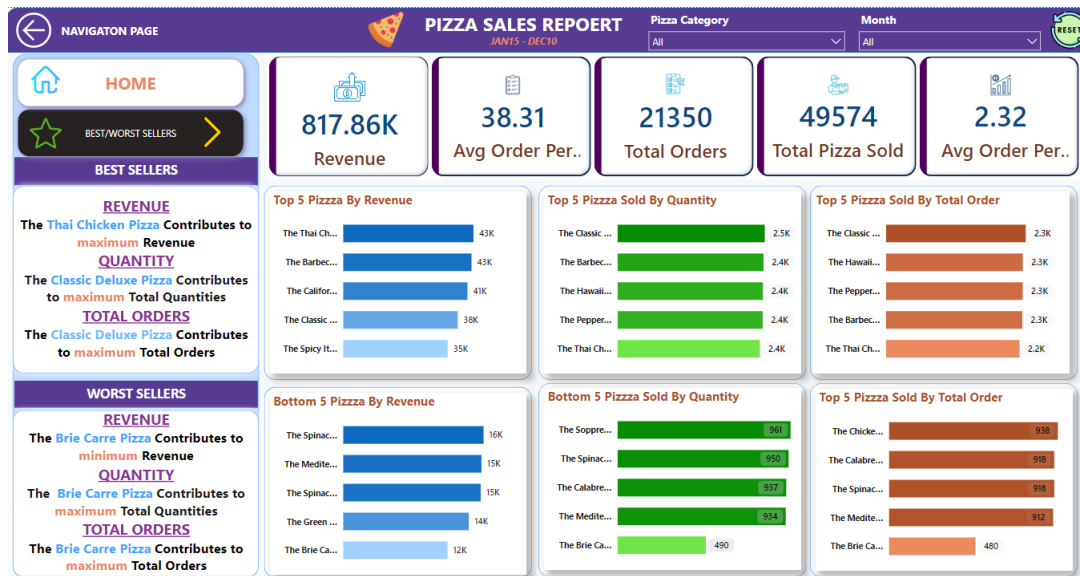 NAVIGATON PAGE
PIZZA SALES REPOERT
JAN15 - DEC10
Pizza Category
All
Month
All
RESET
HOME
BEST/WORST SELLERS
817.86K
Revenue
38.31
Avg Order Per..
21350
Total Orders
49574
Total Pizza Sold
2.32
Avg Order Per..
BEST SELLERS
REVENUE
The Thai Chicken Pizza Contributes to
maximum Revenue
QUANTITY
The Classic Deluxe Pizza Contributes
to maximum Total Quantities
TOTAL ORDERS
The Classic Deluxe Pizza Contributes
to maximum Total Orders
WORST SELLERS
REVENUE
The Brie Carre Pizza Contributes to
minimum Revenue
QUANTITY
The Brie Carre Pizza Contributes to
maximum Total Quantities
TOTAL ORDERS
The Brie Carre Pizza Contributes to
maximum Total Orders
Top 5 Pizzza By Revenue
The Thai Ch... 43K
The Barbec... 43K
The Califor... 41K
The Classic ... 38K
The Spicy It... 35K
Top 5 Pizzza Sold By Quantity
The Classic ... 2.5K
The Barbec... 2.4K
The Hawaii... 2.4K
The Pepper... 2.4K
The Thai Ch... 2.4K
Top 5 Pizzza Sold By Total Order
The Classic ... 2.3K
The Hawaii... 2.3K
The Pepper... 2.3K
The Barbec... 2.3K
The Thai Ch... 2.2K
Bottom 5 Pizzza By Revenue
The Spinac... 16K
The Medite... 15K
The Spinac... 15K
The Green ... 14K
The Brie Ca... 12K
Bottom 5 Pizzza Sold By Quantity
The Soppre... 961
The Spinac... 950
The Calabre... 937
The Medite... 934
The Brie Ca... 490
Top 5 Pizzza Sold By Total Order
The Chicke... 938
The Calabre... 918
The Spinac... 918
The Medite... 912
The Brie Ca... 480